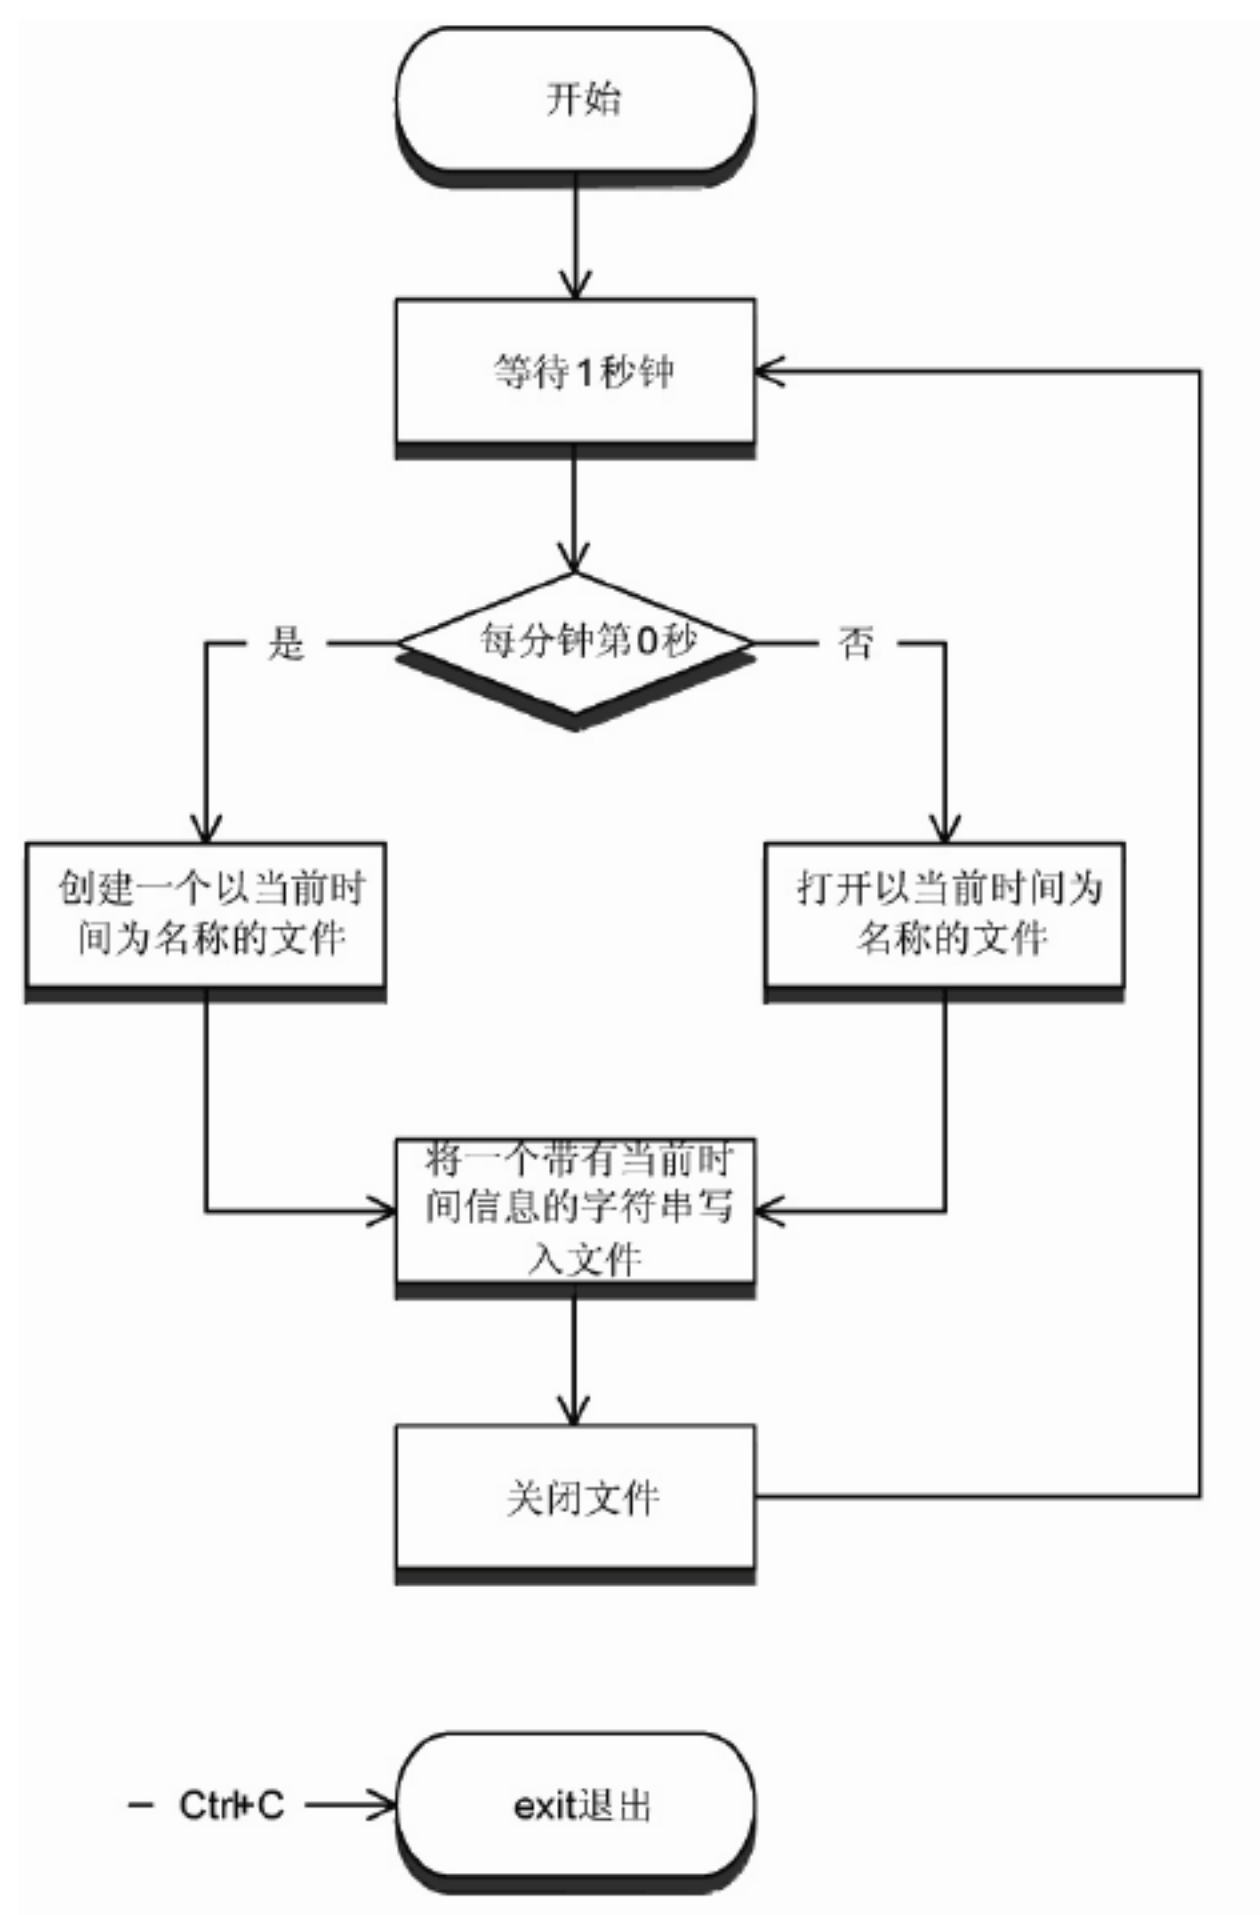 开始
等待1秒钟
每分钟第0秒
是
否
创建一个以当前时
间为名称的文件
打开以当前时间为
名称的文件
将一个带有当前时
间信息的字符串写
入文件
关闭文件
Ctrl+C
exit退出